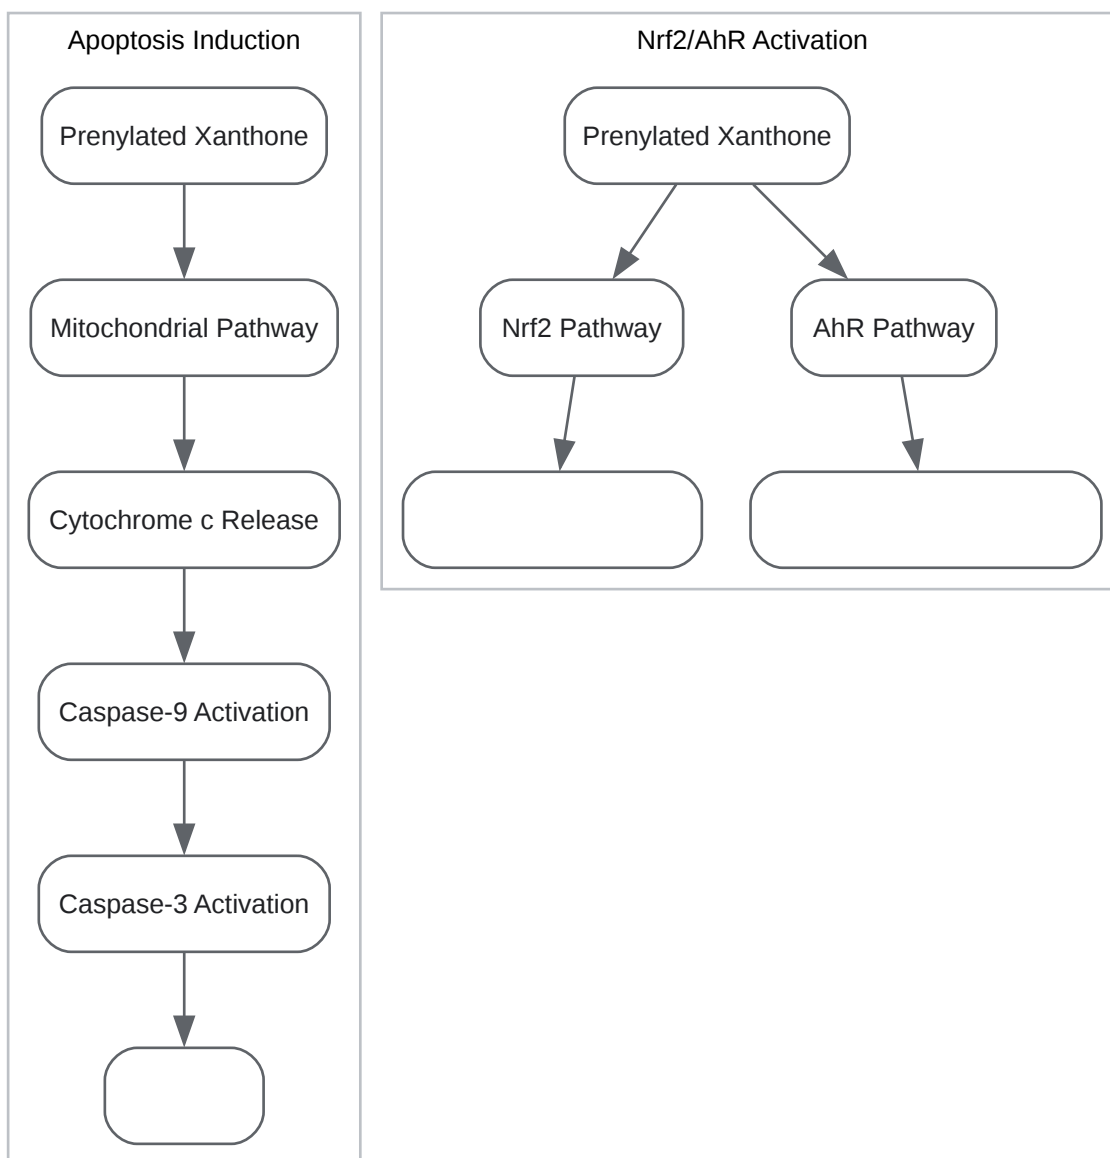 Apoptosis Induction
Prenylated Xanthone
Mitochondrial Pathway
Cytochrome c Release
Caspase-9 Activation
Caspase-3 Activation
Nrf2/AhR Activation
Prenylated Xanthone
Nrf2 Pathway
AhR Pathway